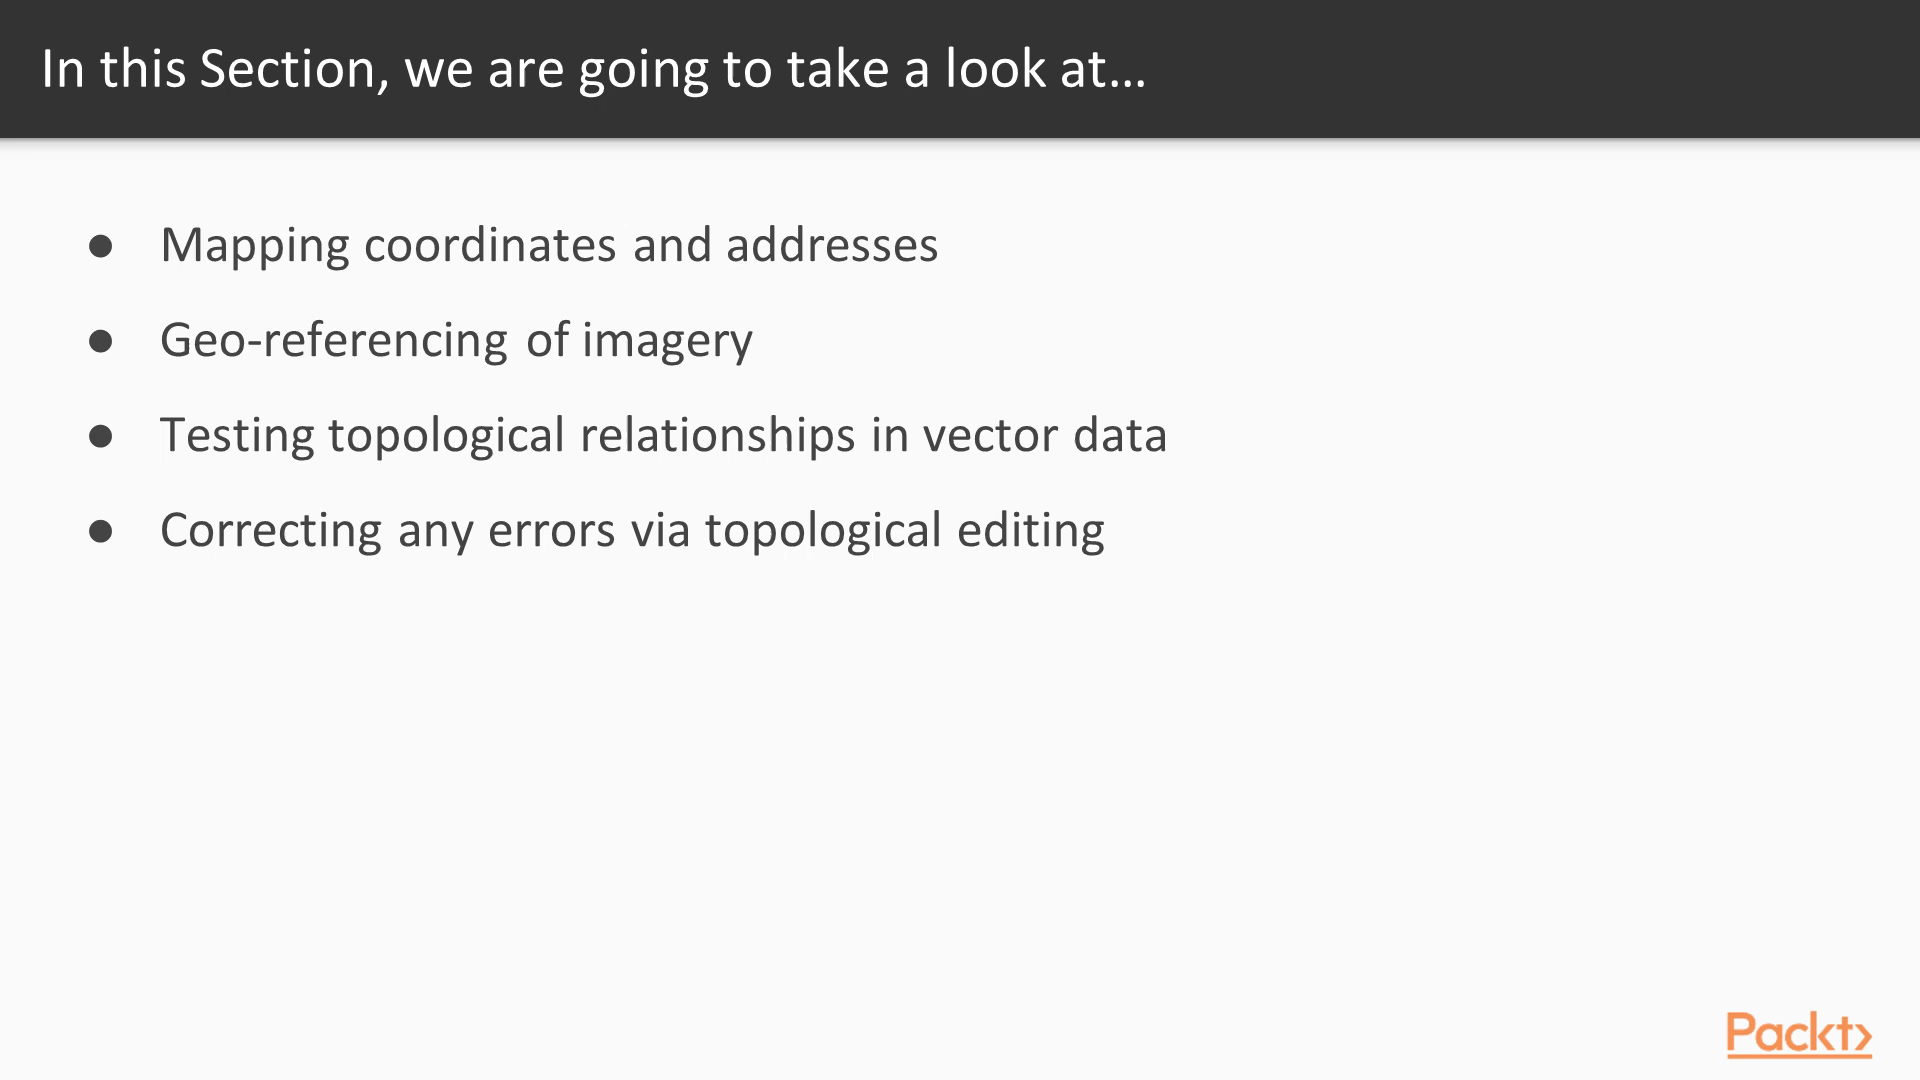 In this Section, we are going to take a look at…
● Mapping coordinates and addresses
● Geo-referencing of imagery
● Testing topological relationships in vector data
● Correcting any errors via topological editing
Packt>